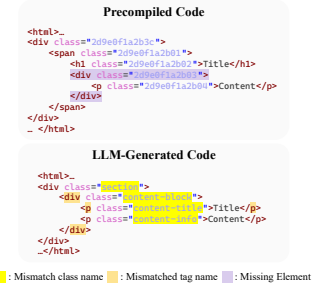 Precompiled Code
<html>…
<div class="2d9e0f1a2b3c">
<span class="2d9e0f1a2b01">
<h1 class="2d9e0f1a2b02">Title</h1>
<div class="2d9e0f1a2b03">
<p class="2d9e0f1a2b04">Content</p>
</div>
</span>
</div>
… </html>
LLM-Generated Code
<html>…
<div class="section">
<div class="content-block">
<p class="content-title">Title</p>
<p class="content-info">Content</p>
</div>
</div>
…</html>
: Mismatch class name : Mismatched tag name : Missing Element